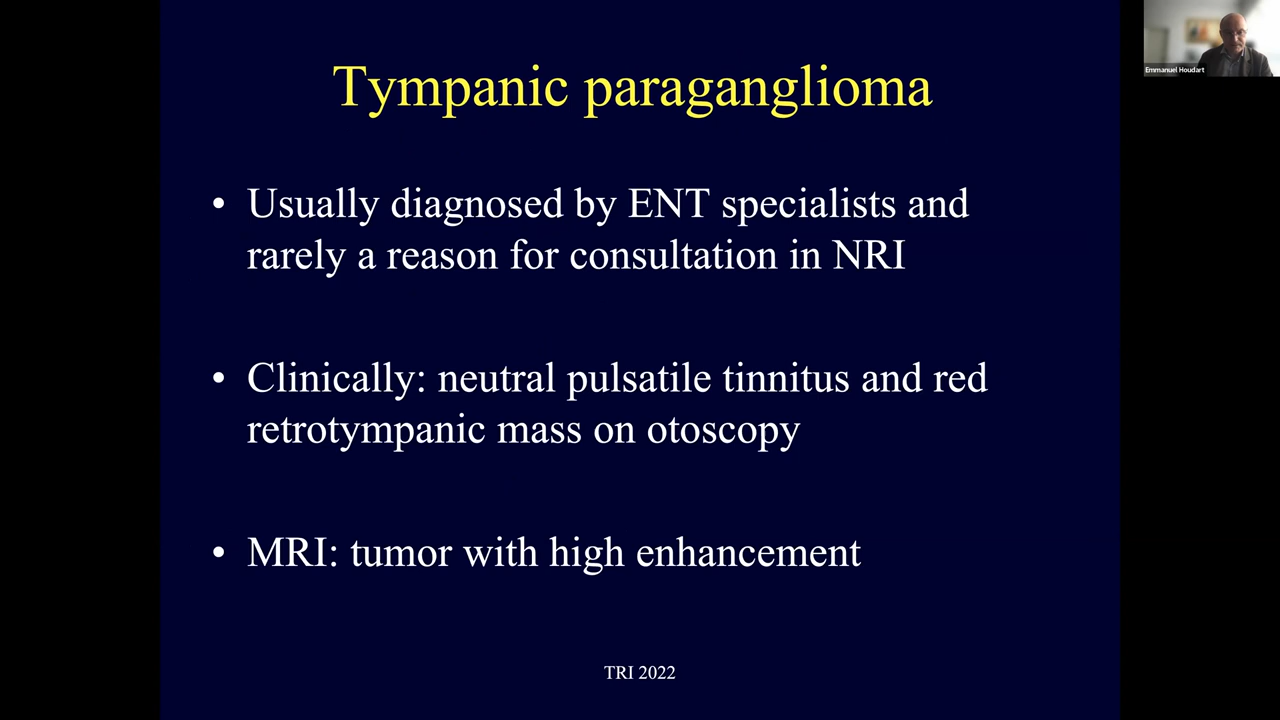 Tympanic paraganglioma
• Usually diagnosed by ENT specialists and
rarely a reason for consultation in NRI
• Clinically: neutral pulsatile tinnitus and red
retrotympanic mass on otoscopy
• MRI: tumor with high enhancement
TRI 2022
Emmanuel Houdart